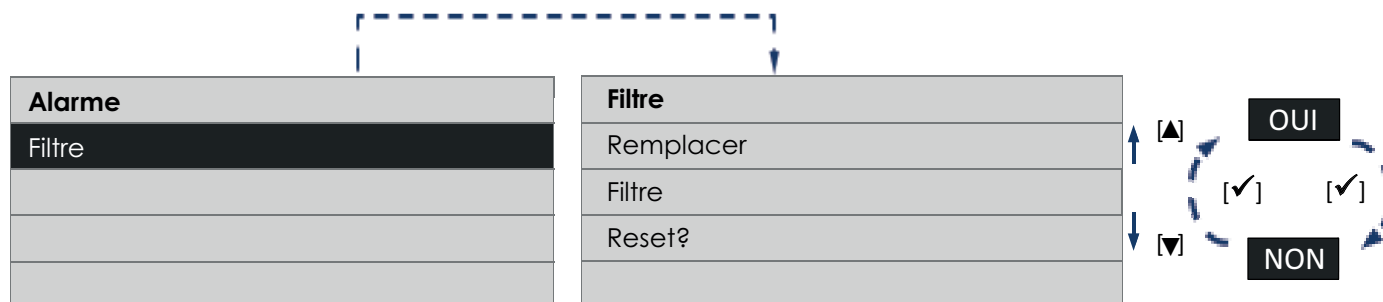 Alarme
Filtre
Filtre
Remplacer
Filtre
Reset?
[▲]
OUI
[✓] [✓]
[▼]
NON